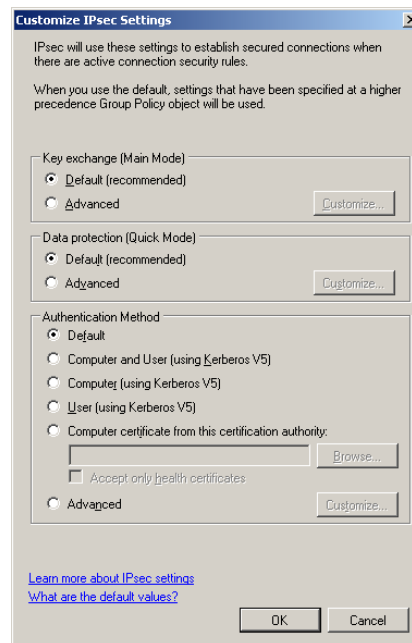 Customize IPsec Settings
IPsec will use these settings to establish secured connections when
there are active connection security rules.
When you use the default, settings that have been specified at a higher
precedence Group Policy object will be used.
Key exchange (Main Mode)
Default (recommended)
Advanced
Customize...
Data protection (Quick Mode)
Default (recommended)
Advanced
Customize...
Authentication Method
Default
Computer and User (using Kerberos V5)
Computer (using Kerberos V5)
User (using Kerberos V5)
Computer certificate from this certification authority:
Browse...
Accept only health certificates
Advanced
Customize...
Learn more about IPsec settings
What are the default values?
OK
Cancel